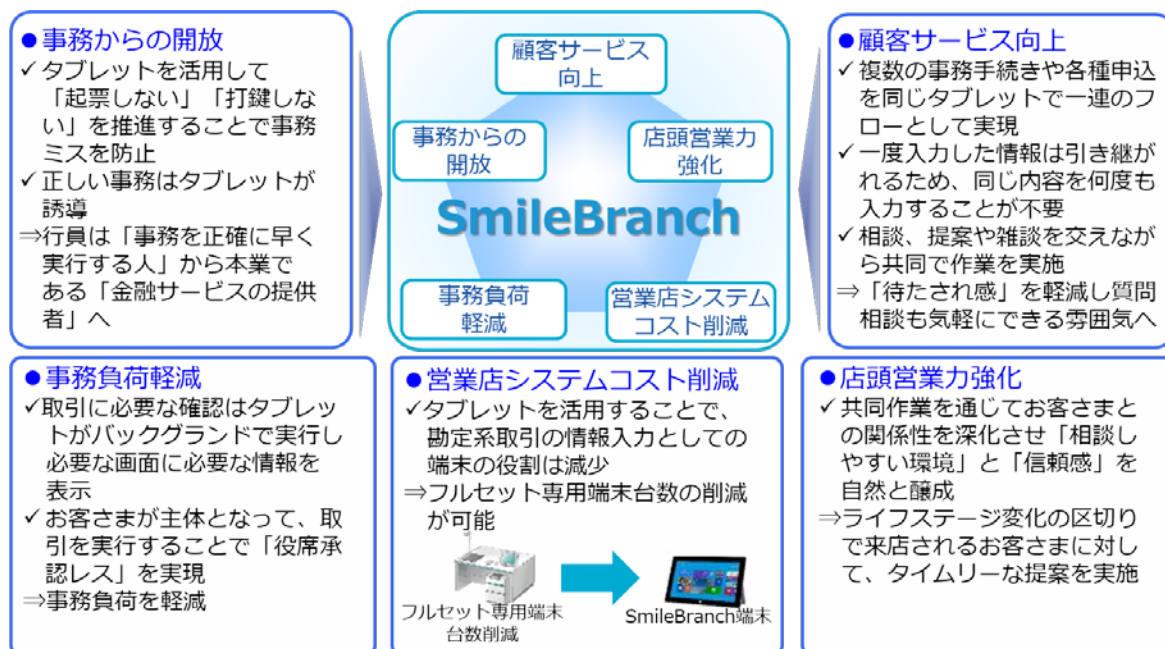 ●事務からの開放
✓タブレットを活用して
「起票しない」「打鍵しな
い」を推進することで事務
ミスを防止
✓正しい事務はタブレットが
誘導
⇒行員は「事務を正確に早く
実行する人」から本業で
ある「金融サービスの提供
者」へ
顧客サービス
向上
事務からの
開放
店頭営業力
強化
SmileBranch
事務負荷
軽減
営業店システム
コスト削減
●顧客サービス向上
✓複数の事務手続きや各種申込
を同じタブレットで一連のフ
ローとして実現
✓一度入力した情報は引き継が
れるため、同じ内容を何度も
入力することが不要
✓相談、提案や雑談を交えなが
ら共同で作業を実施
⇒「待たされ感」を軽減し質問
相談も気軽にできる雰囲気へ
●事務負荷軽減
✓取引に必要な確認はタブレッ
トがバックグランドで実行し
必要な画面に必要な情報を
表示
✓お客さまが主体となって、取
引を実行することで「役席承
認レス」を実現
⇒事務負荷を軽減
●営業店システムコスト削減
✓タブレットを活用することで、
勘定系取引の情報入力としての
端末の役割は減少
⇒フルセット専用端末台数の削減
が可能
フルセット専用端末
台数削減
SmileBranch端末
●店頭営業力強化
✓共同作業を通じてお客さまと
の関係性を深化させ「相談し
やすい環境」と「信頼感」を
自然と醸成
⇒ライフステージ変化の区切り
で来店されるお客さまに対し
て、タイムリーな提案を実施